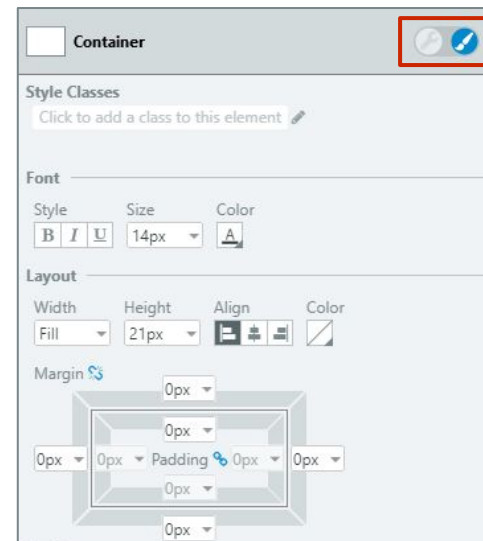 Container
Style Classes
Click to add a class to this element
Font
Style Size Color
B I U 14px A
Layout
Width Height Align Color
Fill 21px
Margin
0px
0px
0px 0px Padding 0px 0px
0px
0px